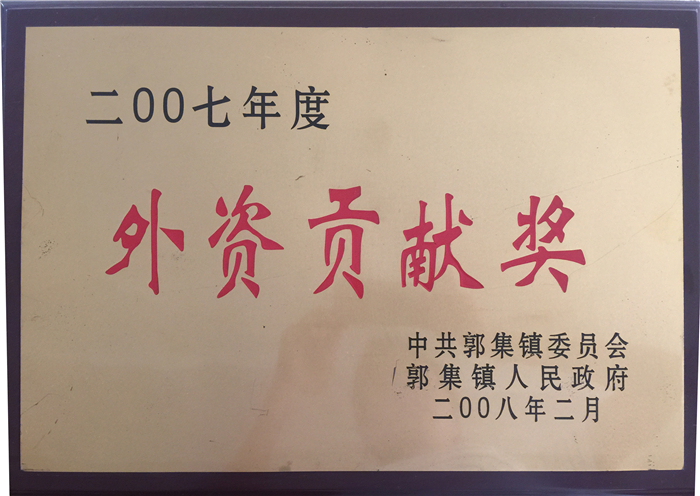 二00七年度
外资贡献奖
中共郭集镇委员会
郭集镇人民政府
二00八年二月